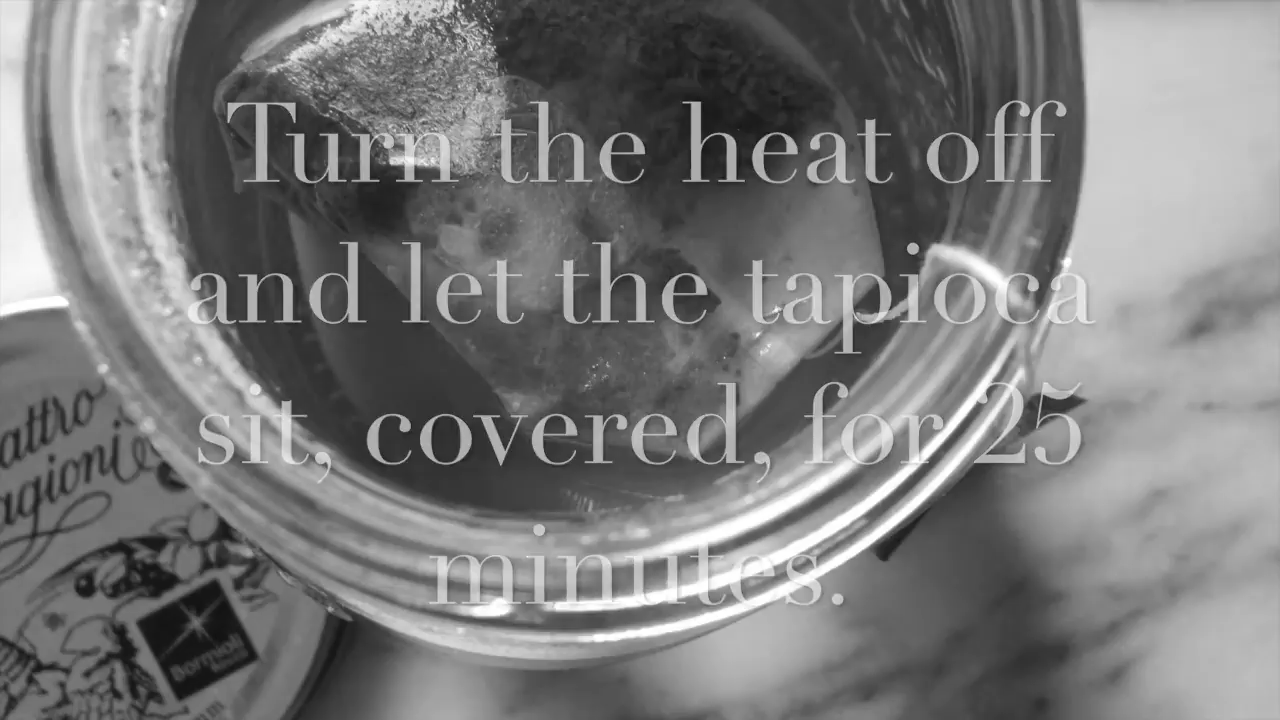 Turn the heat off
and let the tapioca
sit, covered, for 25
minutes.
attro
agioni
Bormioli